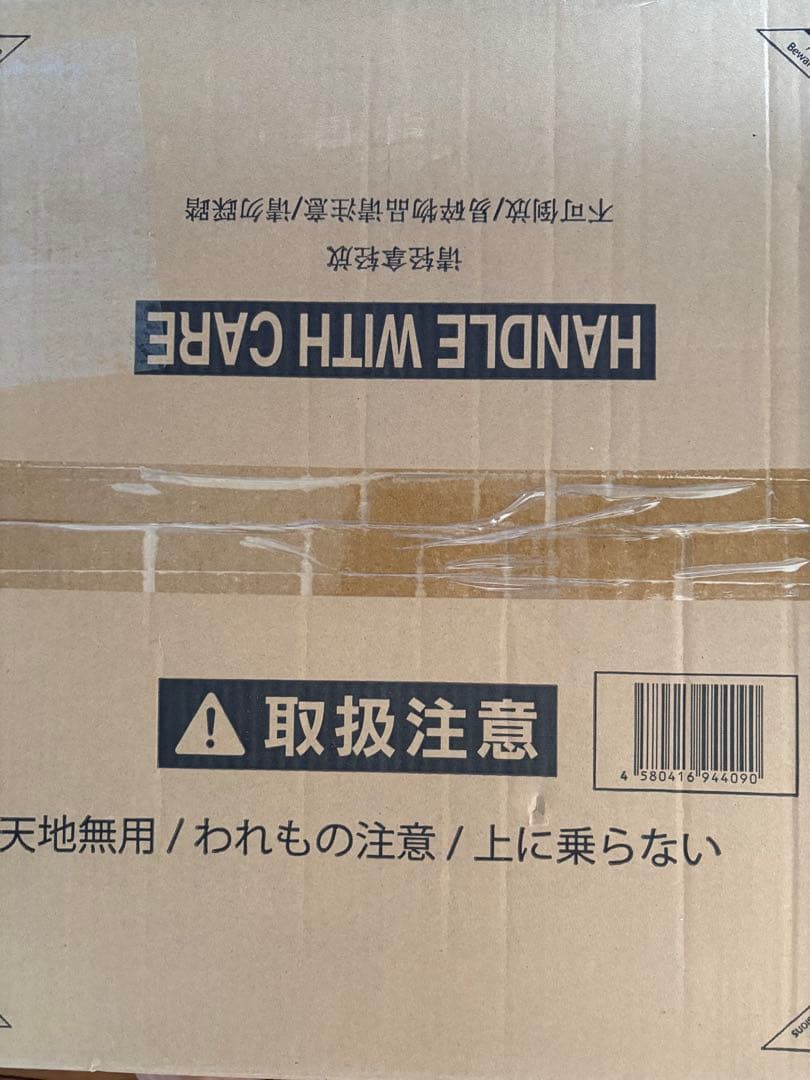 不可倒放/易碎物品请注意/请勿踩踏
请轻拿轻放
HANDLE WITH CARE
取扱注意
4 580416 944090
天地無用 / われもの注意 / 上に乗らない